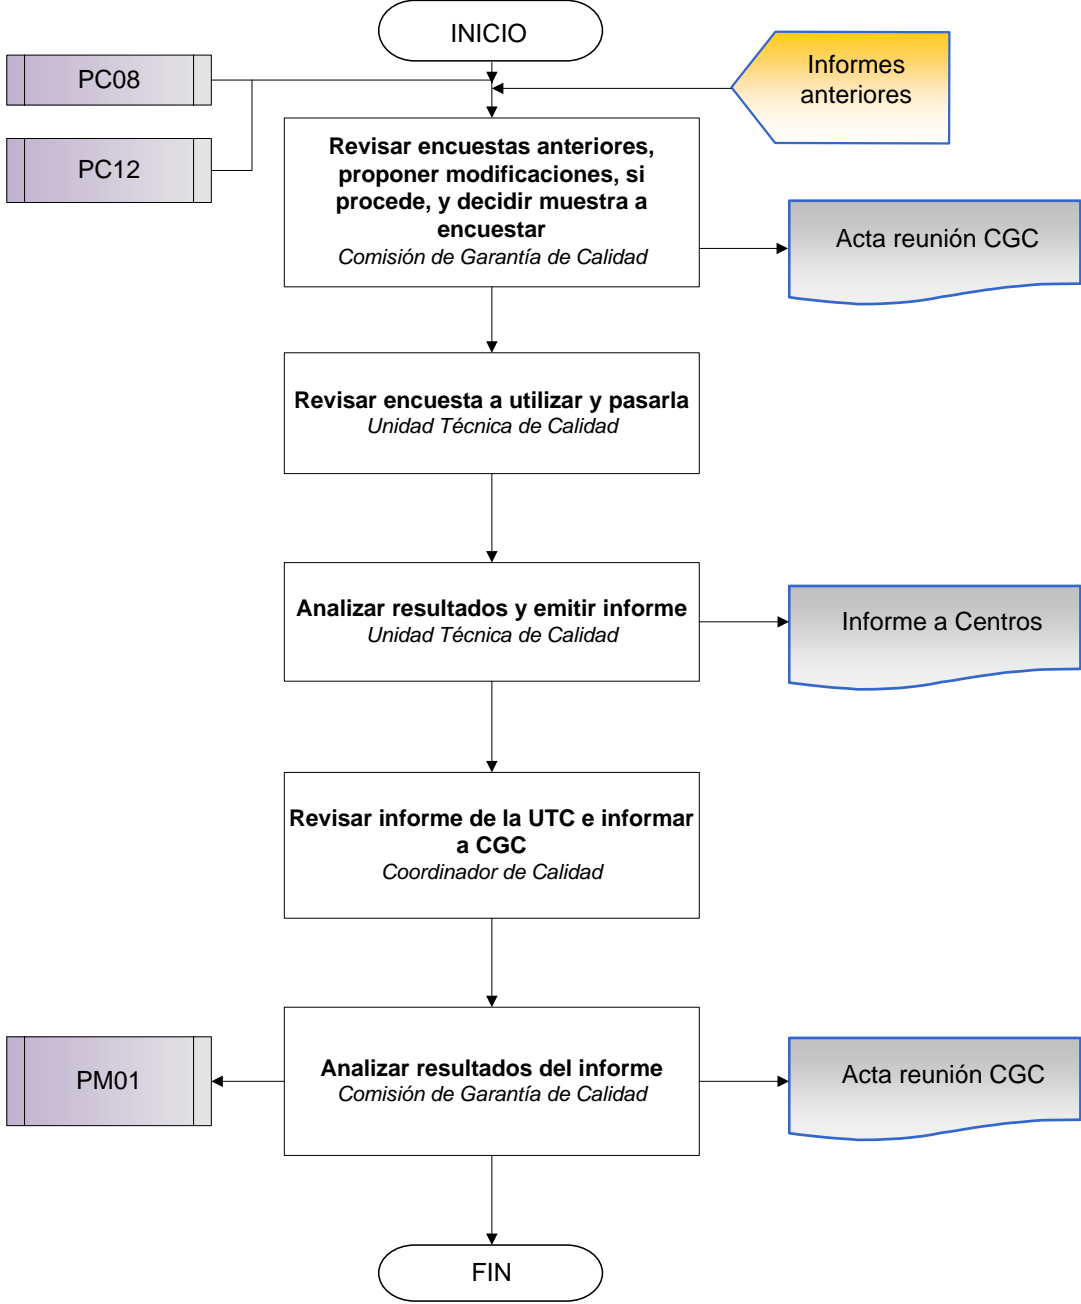 INICIO
PC08
Informes
anteriores
PC12
Revisar encuestas anteriores,
proponer modificaciones, si
procede, y decidir muestra a
encuestar
Comisión de Garantía de Calidad
Acta reunión CGC
Revisar encuesta a utilizar y pasarla
Unidad Técnica de Calidad
Analizar resultados y emitir informe
Unidad Técnica de Calidad
Informe a Centros
Revisar informe de la UTC e informar
a CGC
Coordinador de Calidad
PM01
Analizar resultados del informe
Comisión de Garantía de Calidad
Acta reunión CGC
FIN